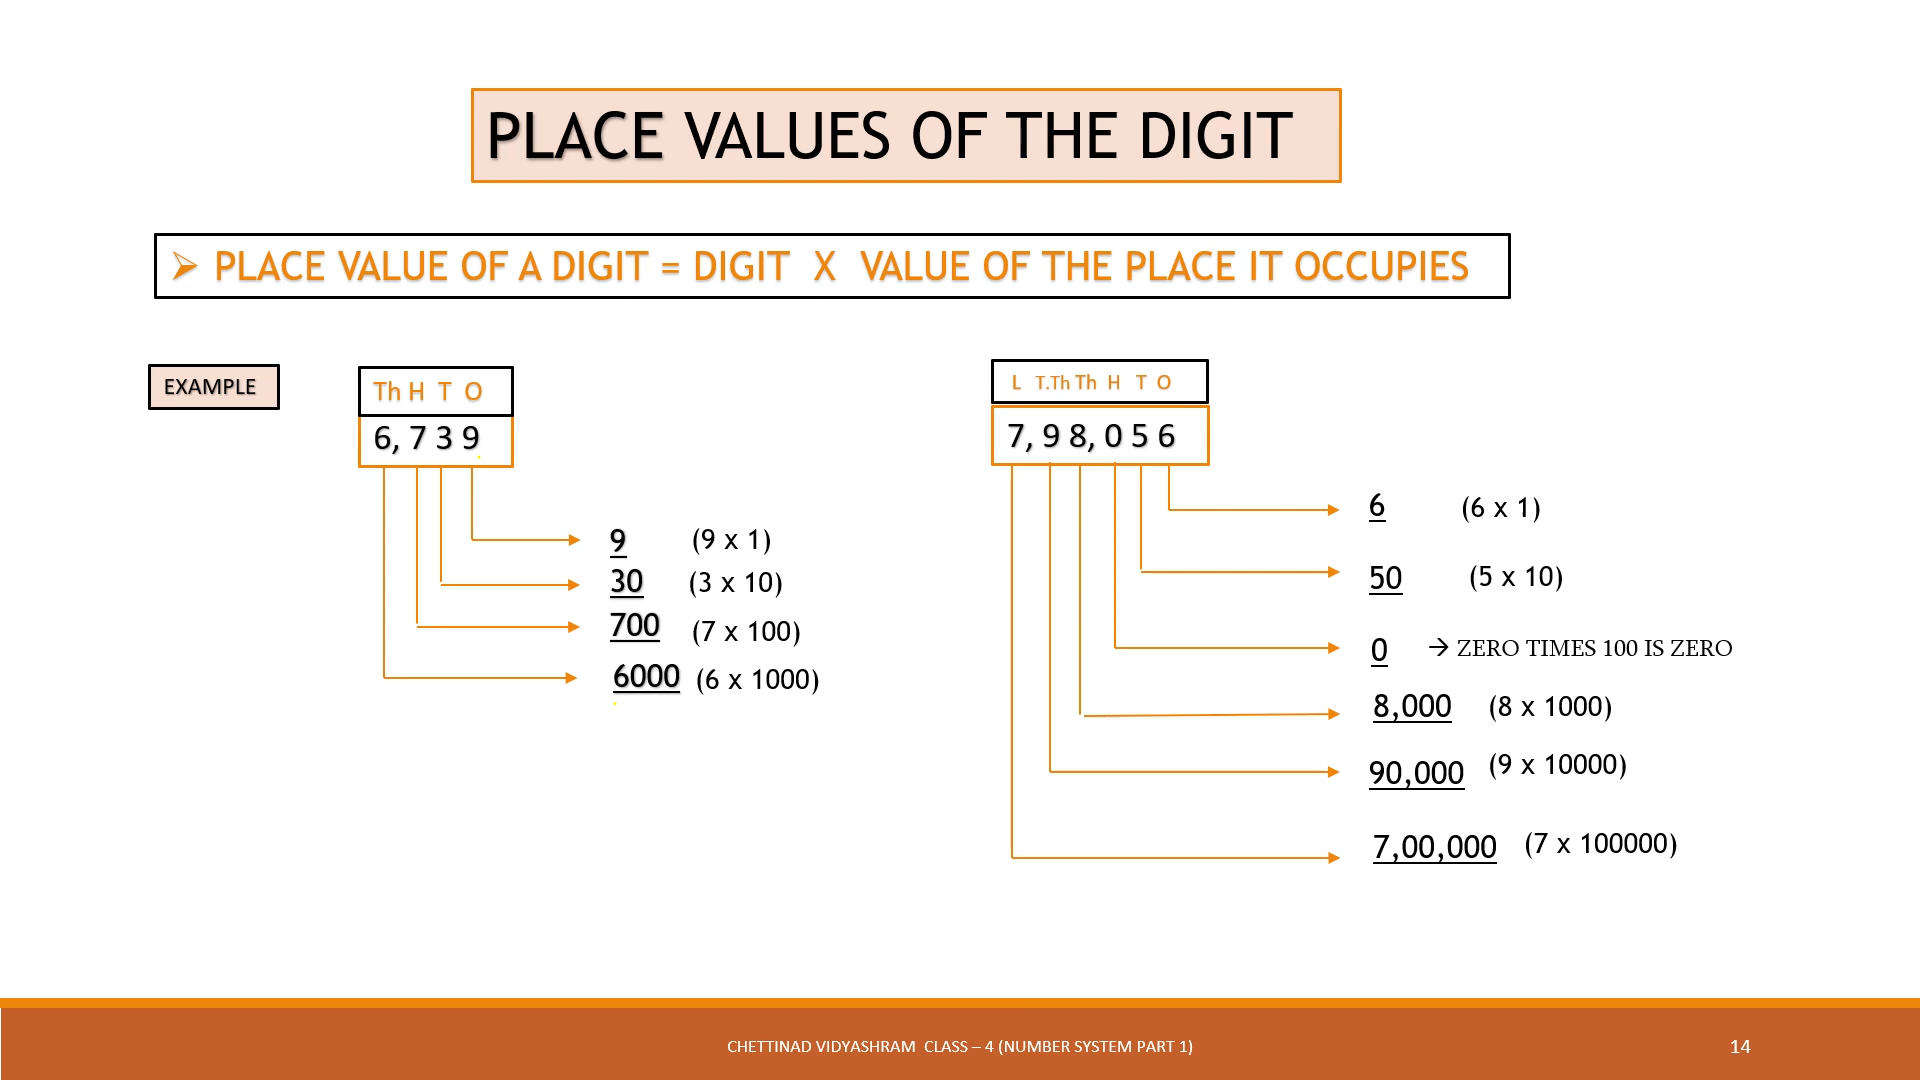 PLACE VALUES OF THE DIGIT
➢ PLACE VALUE OF A DIGIT = DIGIT X VALUE OF THE PLACE IT OCCUPIES
EXAMPLE
Th H T O
6, 7 3 9
9 (9 x 1)
30 (3 x 10)
700 (7 x 100)
6000 (6 x 1000)
L T.Th Th H T O
7, 9 8, 0 5 6
6 (6 x 1)
50 (5 x 10)
0 → ZERO TIMES 100 IS ZERO
8,000 (8 x 1000)
90,000 (9 x 10000)
7,00,000 (7 x 100000)
CHETTINAD VIDYASHRAM CLASS – 4 (NUMBER SYSTEM PART 1)
14